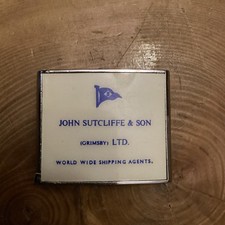 JOHN SUTCLIFFE & SON
(GRIMSBY) LTD.
WORLD WIDE SHIPPING AGENTS.